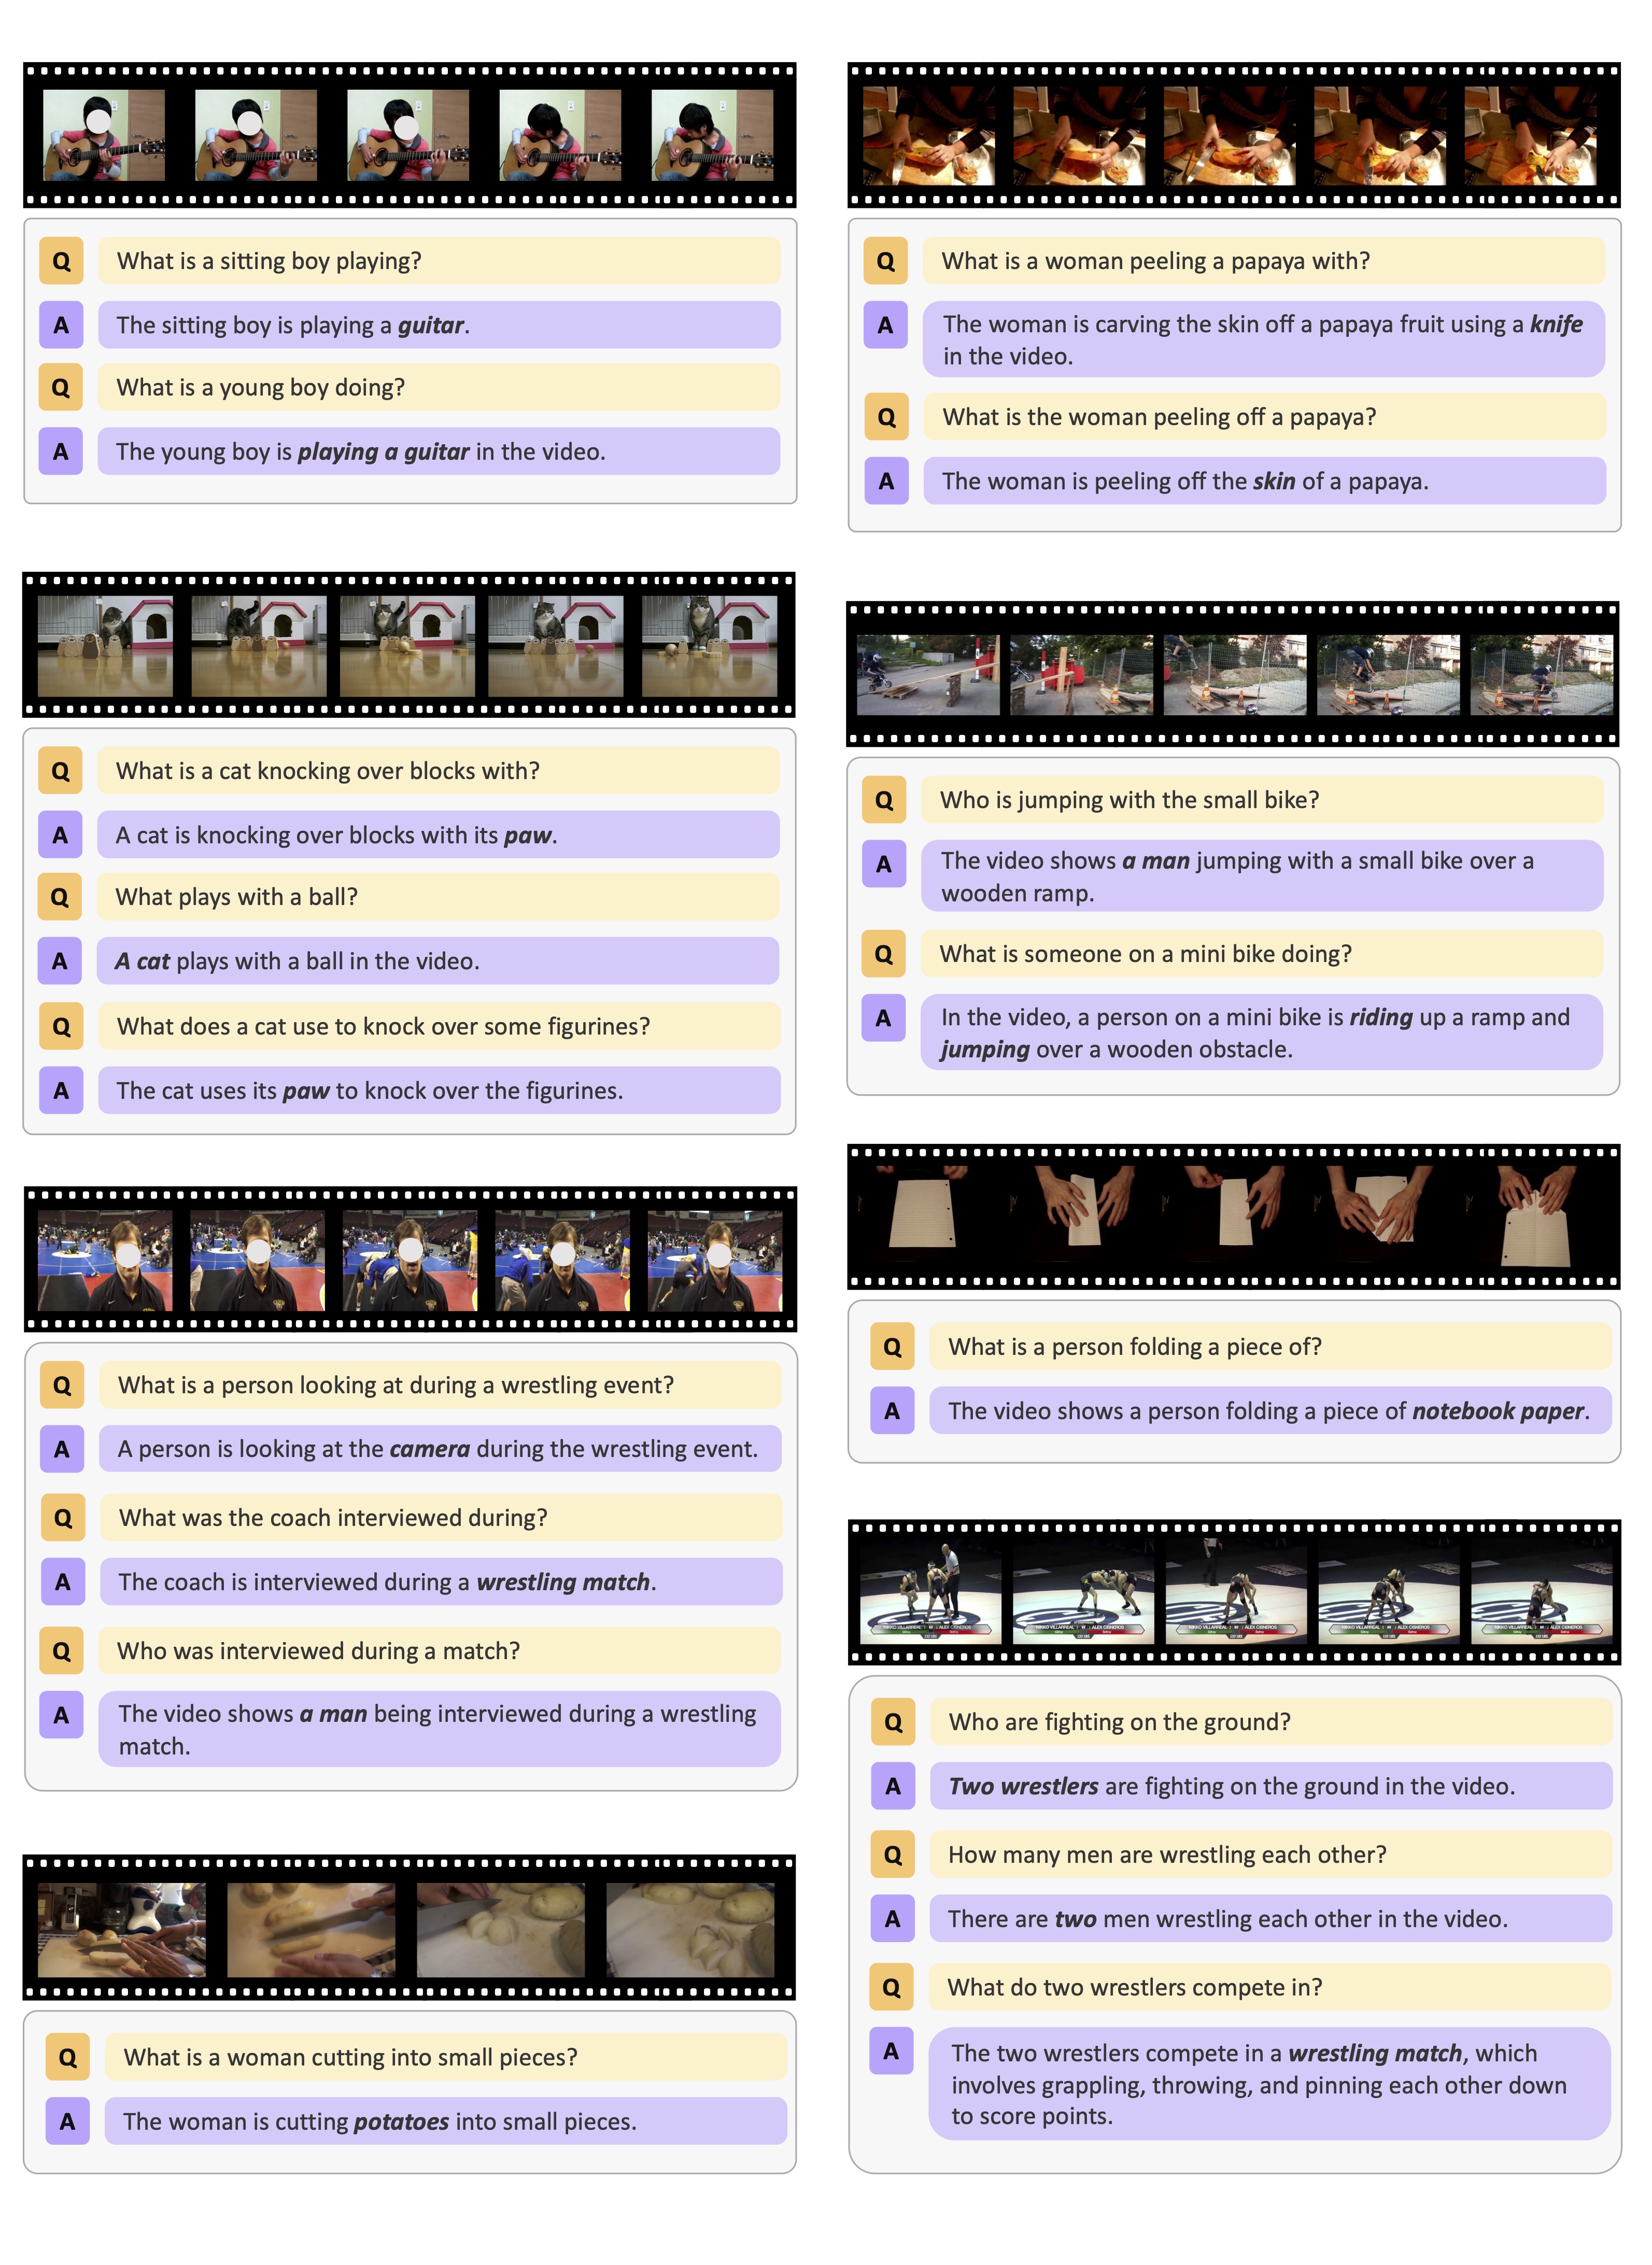 Q
What is a sitting boy playing?
A
The sitting boy is playing a guitar.
Q
What is a young boy doing?
A
The young boy is playing a guitar in the video.
Q
What is a cat knocking over blocks with?
A
A cat is knocking over blocks with its paw.
Q
What plays with a ball?
A
A cat plays with a ball in the video.
Q
What does a cat use to knock over some figurines?
A
The cat uses its paw to knock over the figurines.
Q
What is a person looking at during a wrestling event?
A
A person is looking at the camera during the wrestling event.
Q
What was the coach interviewed during?
A
The coach is interviewed during a wrestling match.
Q
Who was interviewed during a match?
A
The video shows a man being interviewed during a wrestling
match.
Q
What is a woman cutting into small pieces?
A
The woman is cutting potatoes into small pieces.
Q
What is a woman peeling a papaya with?
A
The woman is carving the skin off a papaya fruit using a knife
in the video.
Q
What is the woman peeling off a papaya?
A
The woman is peeling off the skin of a papaya.
Q
Who is jumping with the small bike?
A
The video shows a man jumping with a small bike over a
wooden ramp.
Q
What is someone on a mini bike doing?
A
In the video, a person on a mini bike is riding up a ramp and
jumping over a wooden obstacle.
Q
What is a person folding a piece of?
A
The video shows a person folding a piece of notebook paper.
NIKKO VILLARREAL
ALEX CISNEROS
Q
Who are fighting on the ground?
A
Two wrestlers are fighting on the ground in the video.
Q
How many men are wrestling each other?
A
There are two men wrestling each other in the video.
Q
What do two wrestlers compete in?
A
The two wrestlers compete in a wrestling match, which
involves grappling, throwing, and pinning each other down
to score points.